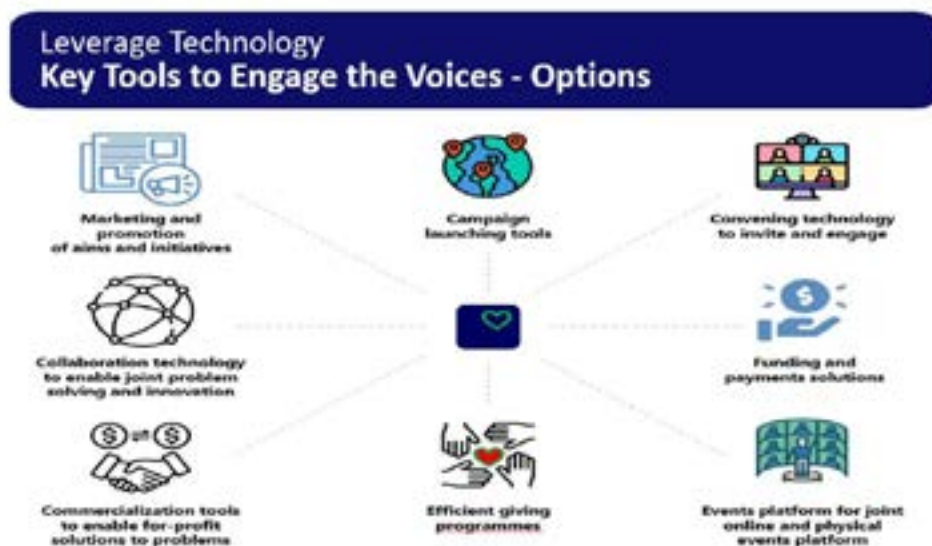 Leverage Technology
Key Tools to Engage the Voices - Options
Marketing and
promotion
of aims and initiatives
Campaign
launching tools
Convening technology
to invite and engage
Collaboration technology
to enable joint problem
solving and innovation
Funding and
payments solutions
Commercialization tools
to enable for-profit
solutions to problems
Efficient giving
programmes
Events platform for joint
online and physical
events platform